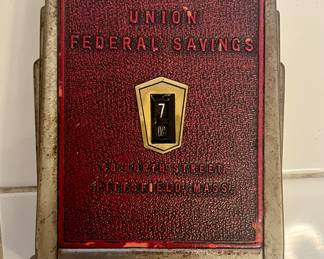 UNION
FEDERAL SAVINGS
7
NORTH STREET
PITTSFIELD, MASS.